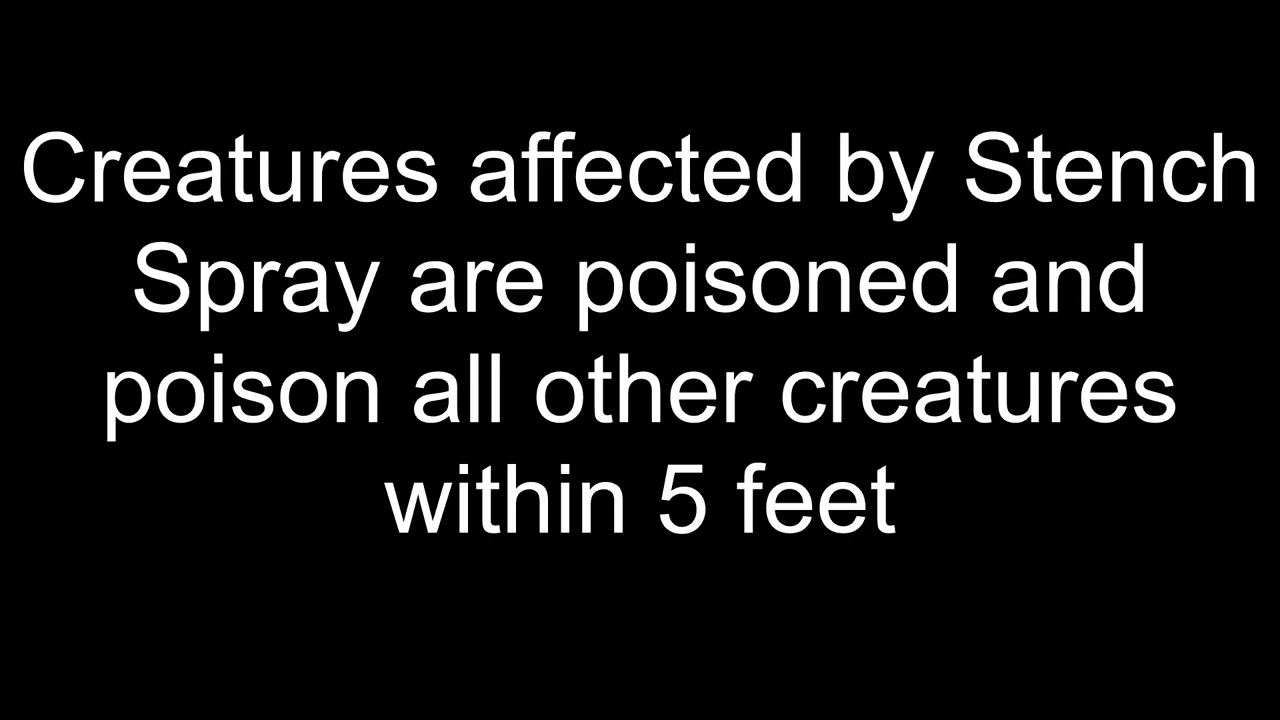 Creatures affected by Stench
Spray are poisoned and
poison all other creatures
within 5 feet